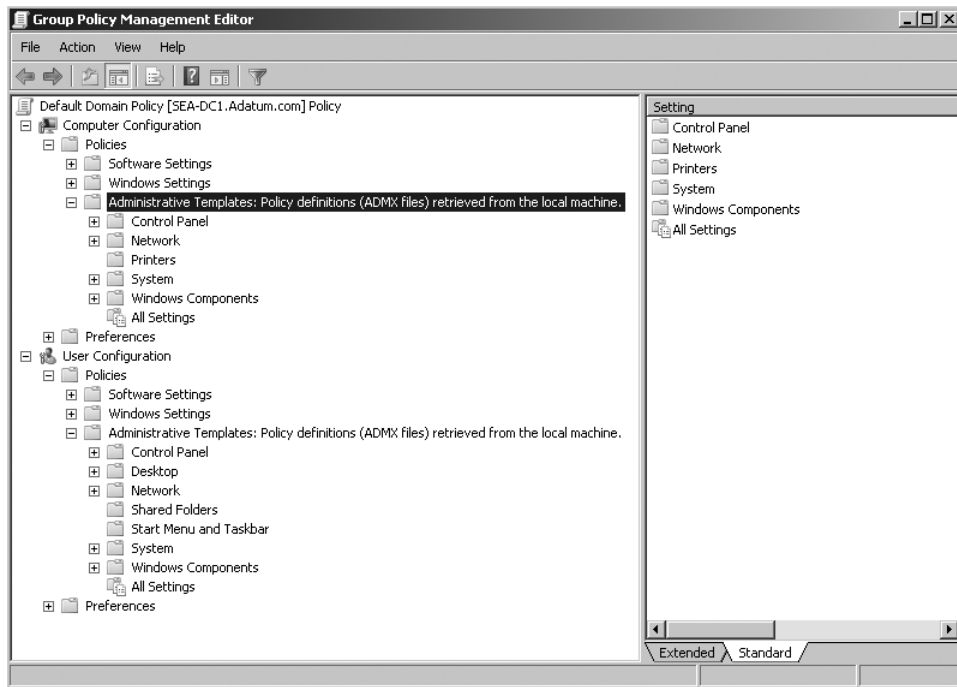 Group Policy Management Editor
File Action View Help
Default Domain Policy [SEA-DC1.Adatum.com] Policy
Computer Configuration
Policies
Software Settings
Windows Settings
Administrative Templates: Policy definitions (ADMX files) retrieved from the local machine.
Control Panel
Network
Printers
System
Windows Components
All Settings
Preferences
User Configuration
Policies
Software Settings
Windows Settings
Administrative Templates: Policy definitions (ADMX files) retrieved from the local machine.
Control Panel
Desktop
Network
Shared Folders
Start Menu and Taskbar
System
Windows Components
All Settings
Preferences
Setting
Control Panel
Network
Printers
System
Windows Components
All Settings
Extended Standard